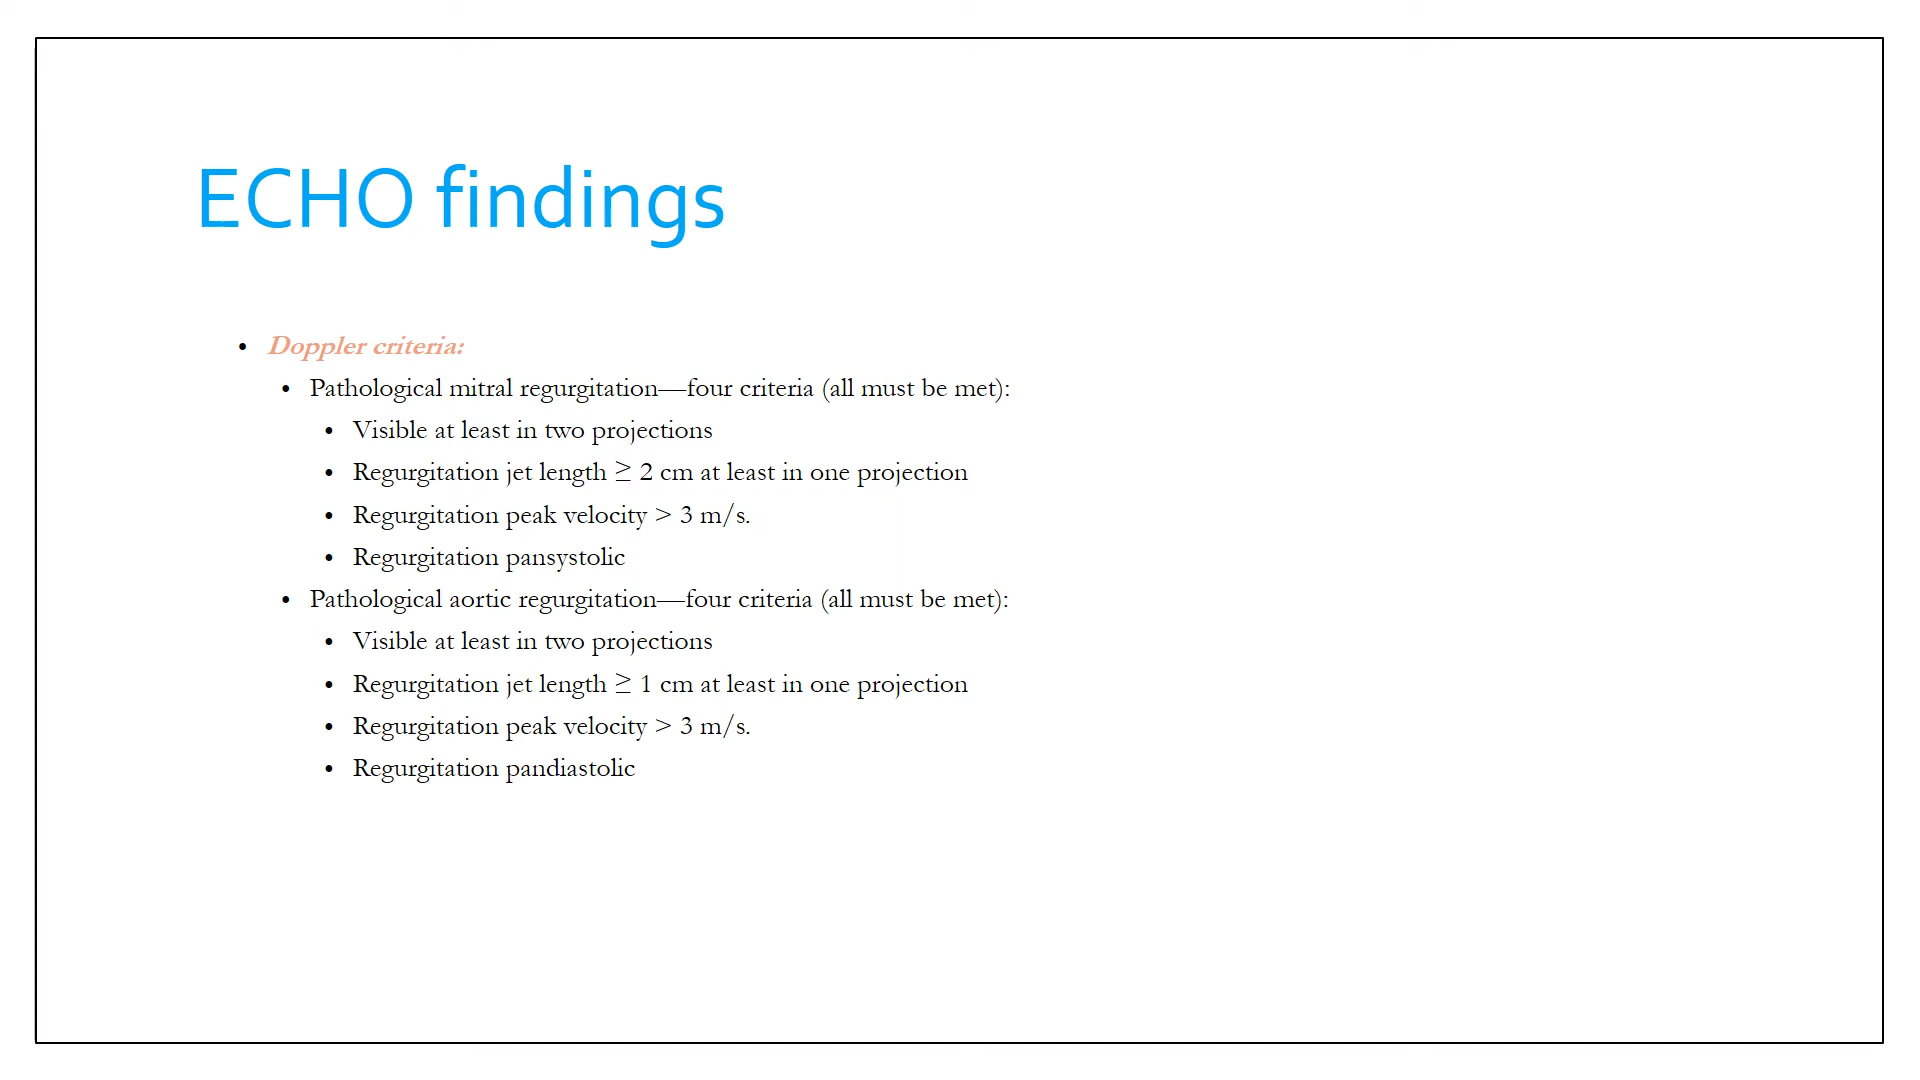 ECHO findings
• Doppler criteria:
• Pathological mitral regurgitation—four criteria (all must be met):
• Visible at least in two projections
• Regurgitation jet length ≥ 2 cm at least in one projection
• Regurgitation peak velocity > 3 m/s.
• Regurgitation pansystolic
• Pathological aortic regurgitation—four criteria (all must be met):
• Visible at least in two projections
• Regurgitation jet length ≥ 1 cm at least in one projection
• Regurgitation peak velocity > 3 m/s.
• Regurgitation pandiastolic